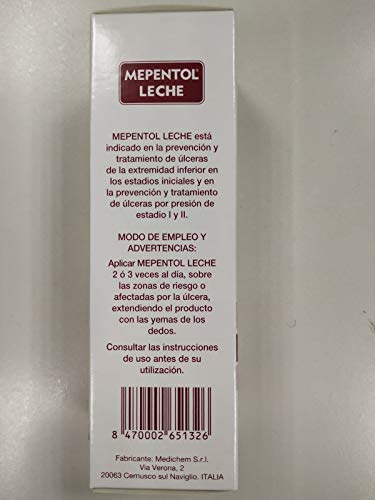 MEPENTOL®
LECHE
MEPENTOL LECHE está
indicado en la prevención y
tratamiento de úlceras
de la extremidad inferior en
los estadios iniciales y en
la prevención y tratamiento
de úlceras por presión de
estadio I y II.
MODO DE EMPLEO Y
ADVERTENCIAS:
Aplicar MEPENTOL LECHE
2 ó 3 veces al día, sobre
las zonas de riesgo o
afectadas por la úlcera,
extendiendo el producto
con las yemas de los
dedos.
Consultar las instrucciones
de uso antes de su
utilización.
8 470002 651326
Fabricante: Medichem S.r.l.
Via Verona, 2
20063 Cernusco sul Naviglio. ITALIA